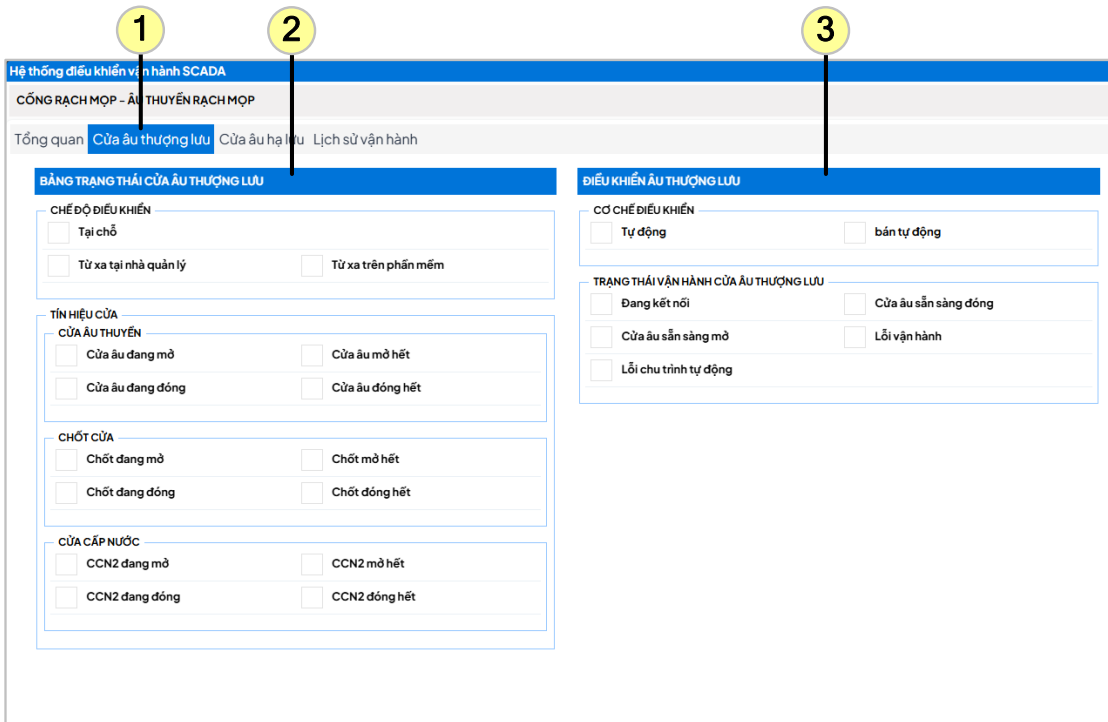 1
2
3
Hệ thống điều khiển vận hành SCADA
CỐNG RẠCH MỌP - ÂU THUYỀN RẠCH MỌP
Tổng quan Cửa âu thượng lưu Cửa âu hạ lưu Lịch sử vận hành
BẢNG TRẠNG THÁI CỬA ÂU THƯỢNG LƯU
CHẾ ĐỘ ĐIỀU KHIỂN
Tại chỗ
Từ xa tại nhà quản lý
Từ xa trên phần mềm
TÍN HIỆU CỬA
CỬA ÂU THUYỀN
Cửa âu đang mở
Cửa âu mở hết
Cửa âu đang đóng
Cửa âu đóng hết
CHỐT CỬA
Chốt đang mở
Chốt mở hết
Chốt đang đóng
Chốt đóng hết
CỬA CẤP NƯỚC
CCN2 đang mở
CCN2 mở hết
CCN2 đang đóng
CCN2 đóng hết
ĐIỀU KHIỂN ÂU THƯỢNG LƯU
CƠ CHẾ ĐIỀU KHIỂN
Tự động
bán tự động
TRẠNG THÁI VẬN HÀNH CỬA ÂU THƯỢNG LƯU
Đang kết nối
Cửa âu sẵn sàng đóng
Cửa âu sẵn sàng mở
Lỗi vận hành
Lỗi chu trình tự động